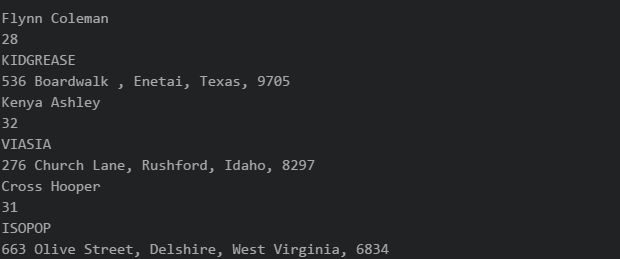 Flynn Coleman
28
KIDGREASE
536 Boardwalk , Enetai, Texas, 9705
Kenya Ashley
32
VIASIA
276 Church Lane, Rushford, Idaho, 8297
Cross Hooper
31
ISOPOP
663 Olive Street, Delshire, West Virginia, 6834